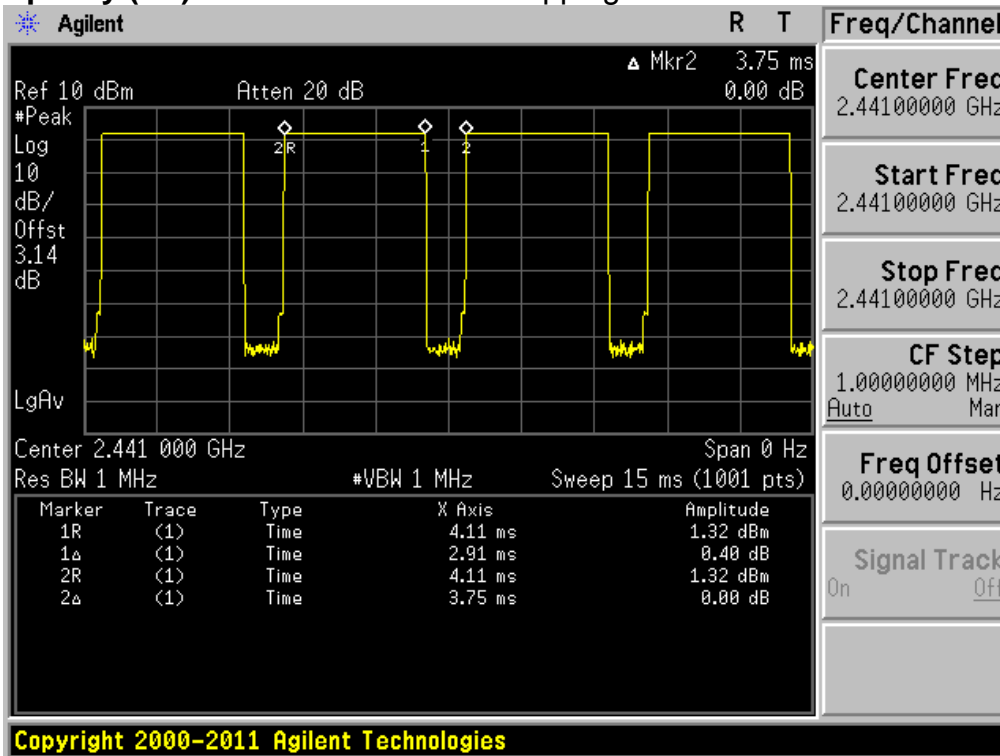 Agilent R T
Δ Mkr2 3.75 ms
Ref 10 dBm Atten 20 dB 0.00 dB
#Peak
Log
10
dB/
Offst
3.14
dB
LgAv
2R 1 2
Center 2.441 000 GHz Span 0 Hz
Res BW 1 MHz #VBW 1 MHz Sweep 15 ms (1001 pts)
Marker Trace Type X Axis Amplitude
1R (1) Time 4.11 ms 1.32 dBm
1Δ (1) Time 2.91 ms 0.40 dB
2R (1) Time 4.11 ms 1.32 dBm
2Δ (1) Time 3.75 ms 0.00 dB
Freq/Channel
Center Freq
2.44100000 GHz
Start Freq
2.44100000 GHz
Stop Freq
2.44100000 GHz
CF Step
1.00000000 MHz
Auto Man
Freq Offset
0.00000000 Hz
Signal Track
On Off
Copyright 2000-2011 Agilent Technologies